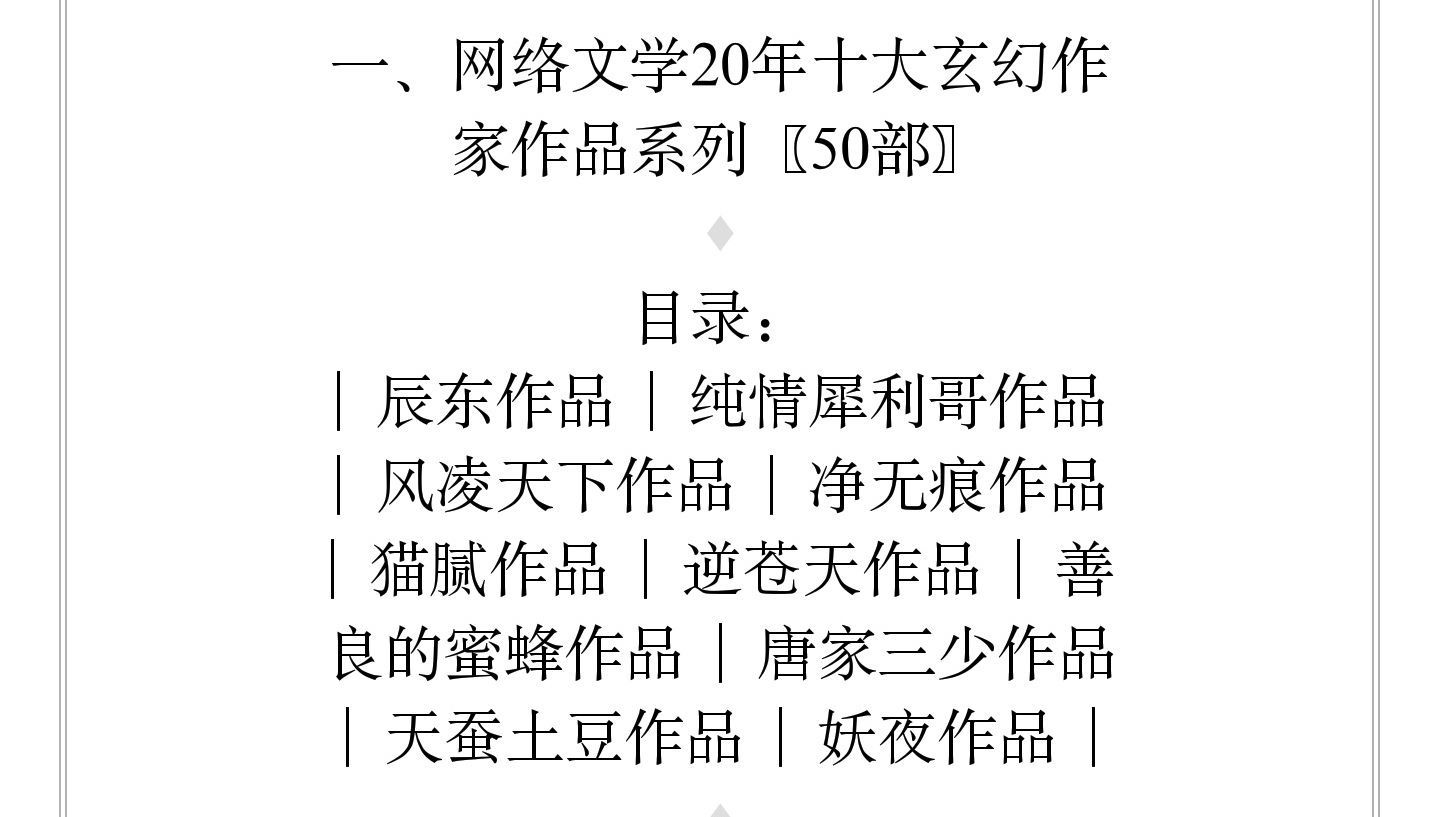 一、网络文学20年十大玄幻作
家作品系列〖50部〗
目录：
｜辰东作品｜纯情犀利哥作品
｜风凌天下作品｜净无痕作品
｜猫腻作品｜逆苍天作品｜善
良的蜜蜂作品｜唐家三少作品
｜天蚕土豆作品｜妖夜作品｜